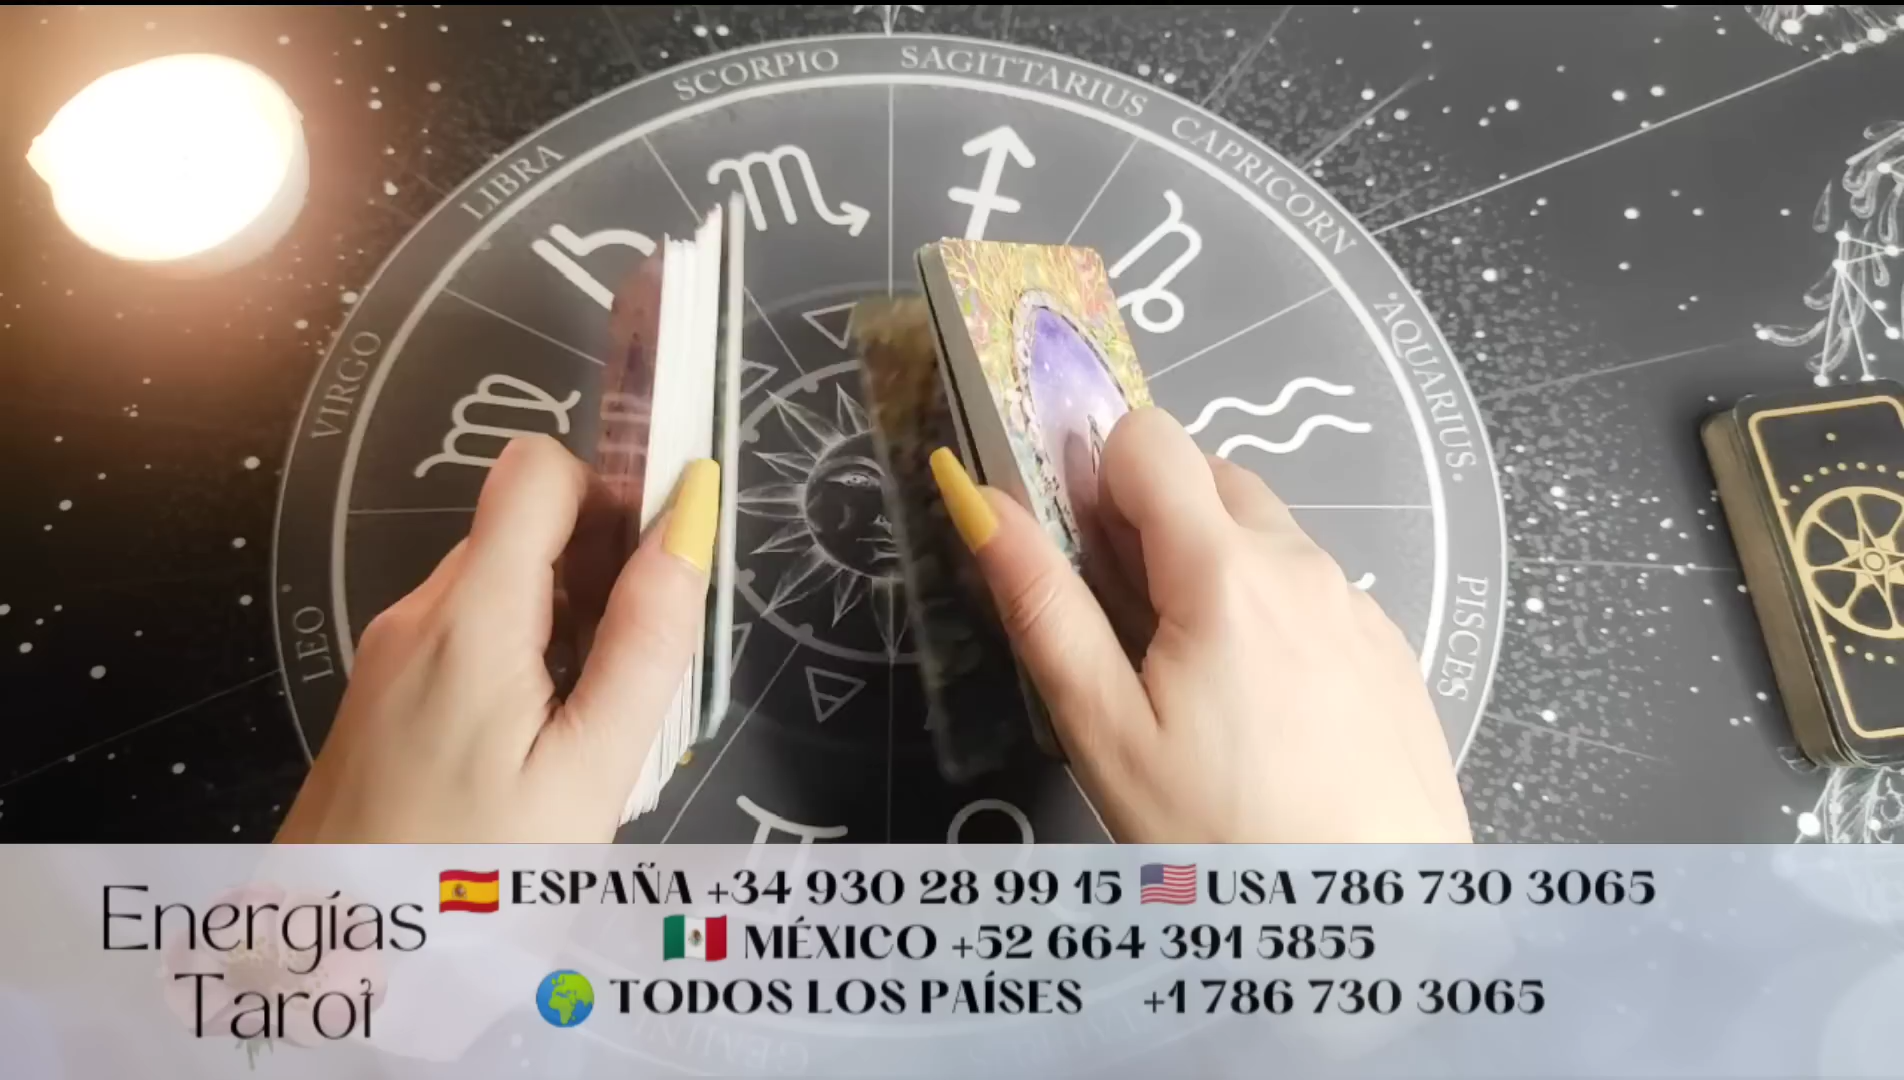 SCORPIO
SAGITTARIUS
LIBRA
CAPRICORN
VIRGO
AQUARIUS
LEO
PISCES
Energías
Tarot
ESPAÑA +34 930 28 99 15 USA 786 730 3065
MÉXICO +52 664 391 5855
TODOS LOS PAÍSES +1 786 730 3065
GEMINI